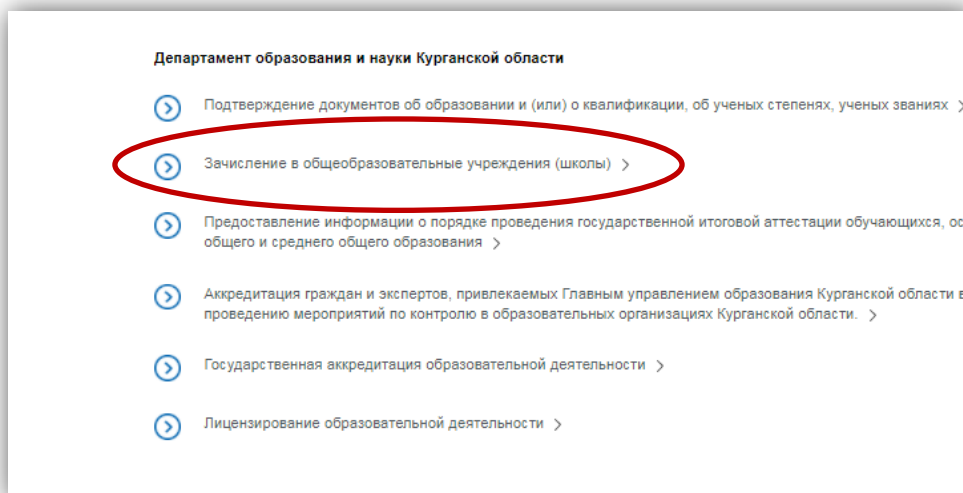 Департамент образования и науки Курганской области
Подтверждение документов об образовании и (или) о квалификации, об ученых степенях, ученых званиях
Зачисление в общеобразовательные учреждения (школы)
Предоставление информации о порядке проведения государственной итоговой аттестации обучающихся, ос
общего и среднего общего образования
Аккредитация граждан и экспертов, привлекаемых Главным управлением образования Курганской области в
проведению мероприятий по контролю в образовательных организациях Курганской области.
Государственная аккредитация образовательной деятельности
Лицензирование образовательной деятельности